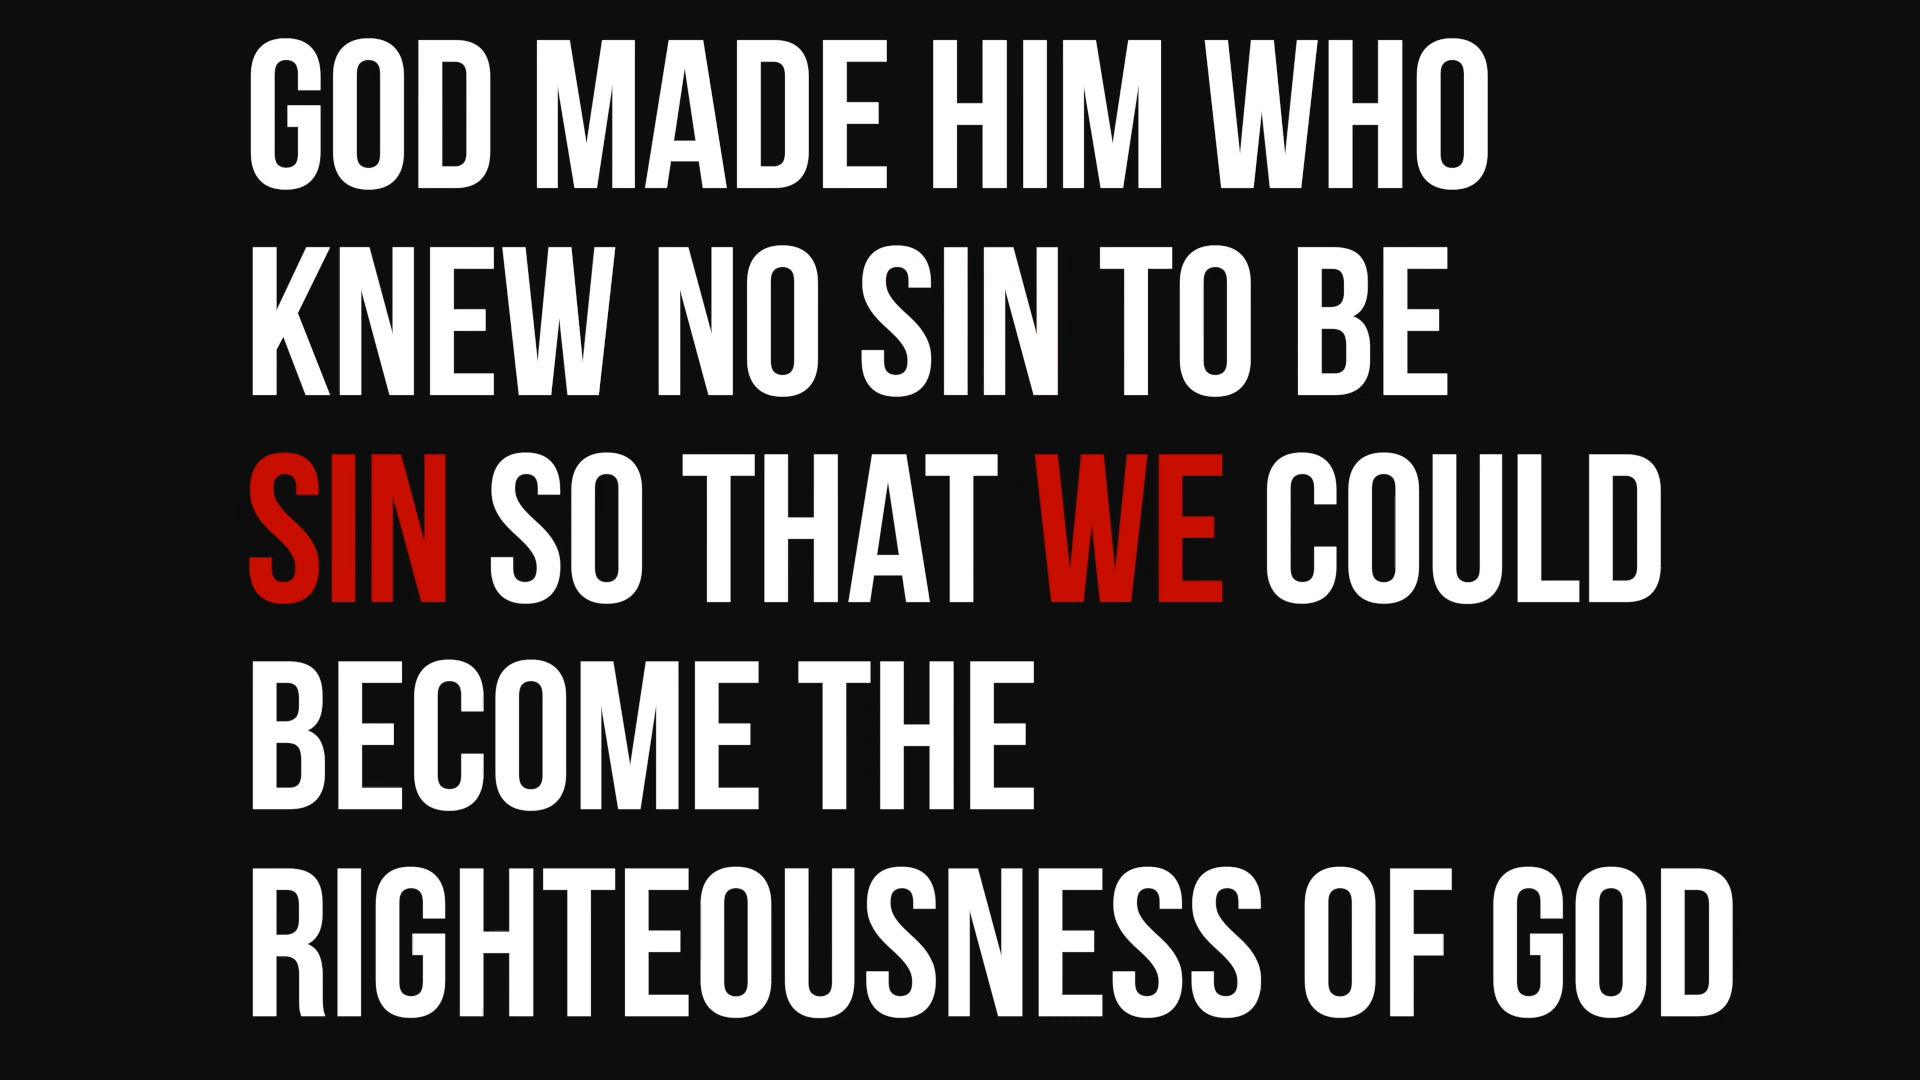 GOD MADE HIM WHO
KNEW NO SIN TO BE
SIN SO THAT WE COULD
BECOME THE
RIGHTEOUSNESS OF GOD